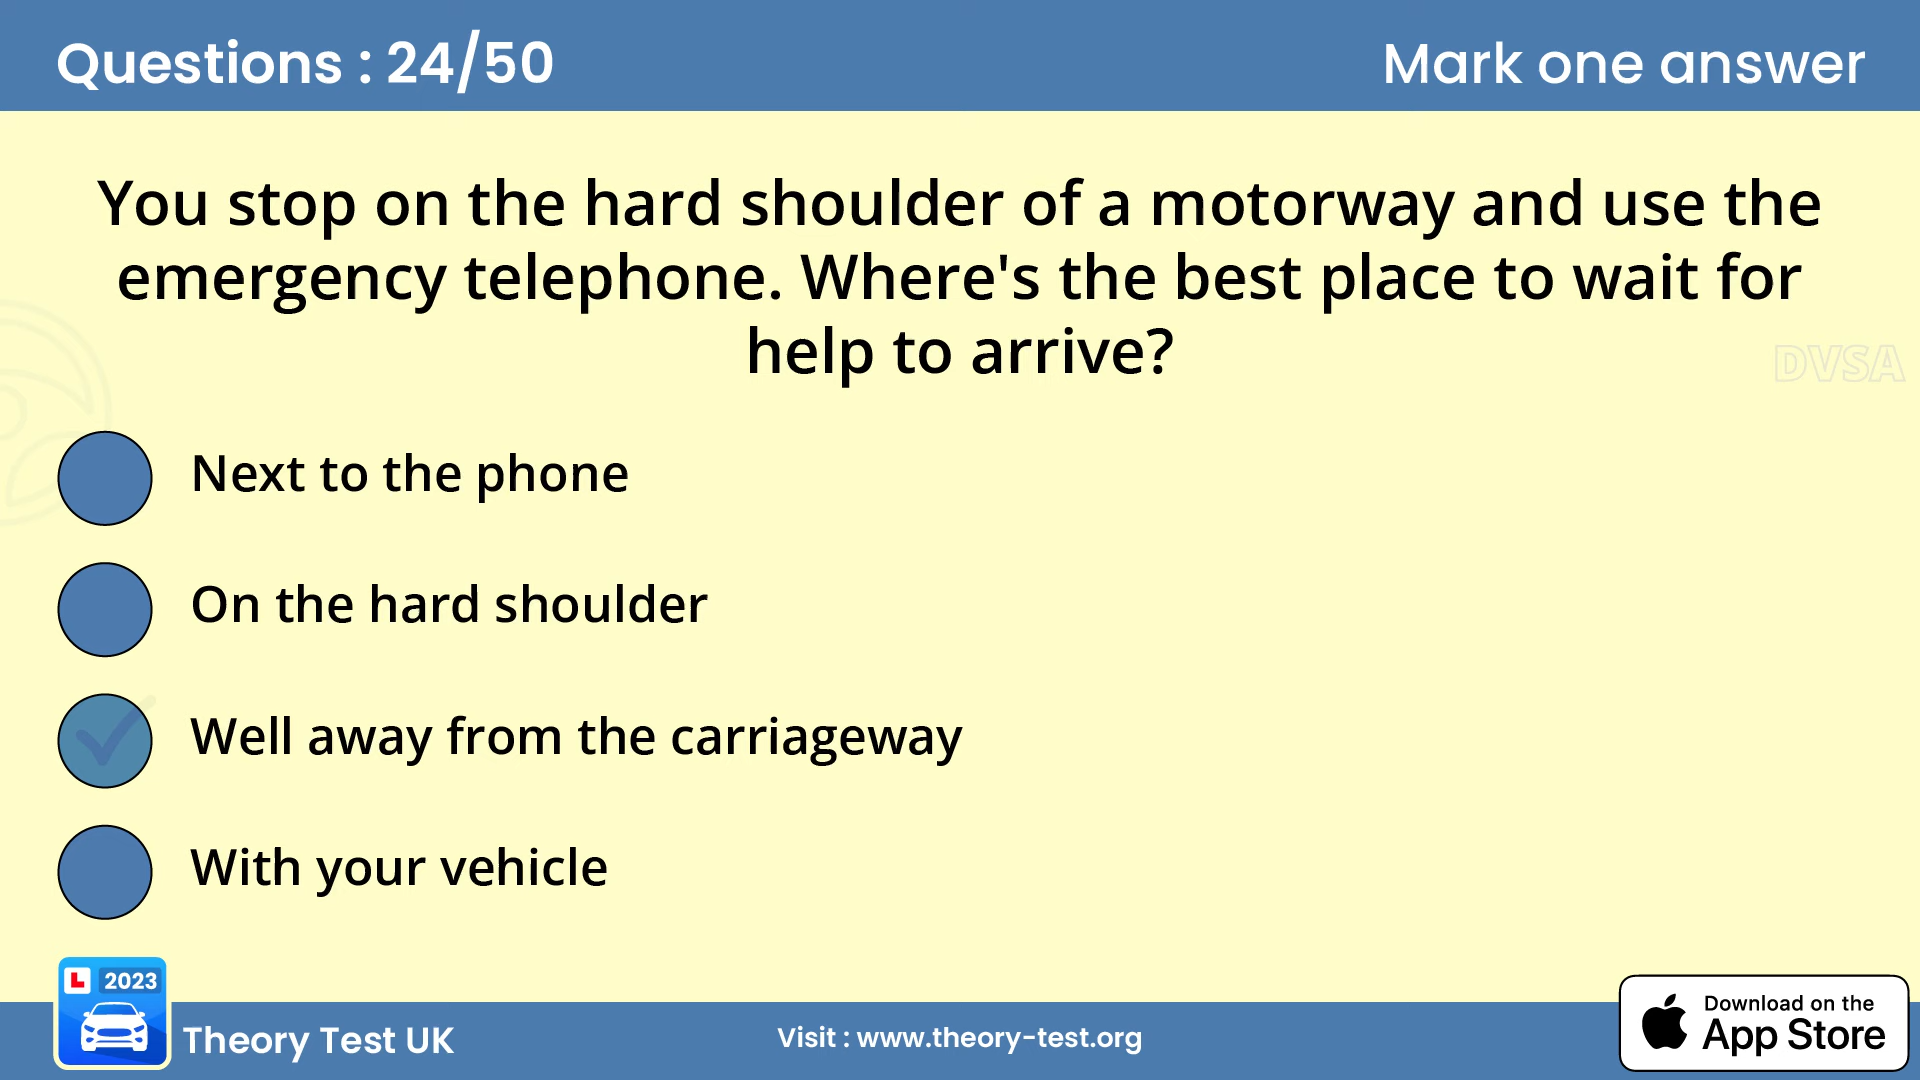 Questions : 24/50
Mark one answer
You stop on the hard shoulder of a motorway and use the
emergency telephone. Where's the best place to wait for
help to arrive?
DVSA
Next to the phone
On the hard shoulder
Well away from the carriageway
With your vehicle
L 2023
Theory Test UK
Visit : www.theory-test.org
Download on the
App Store